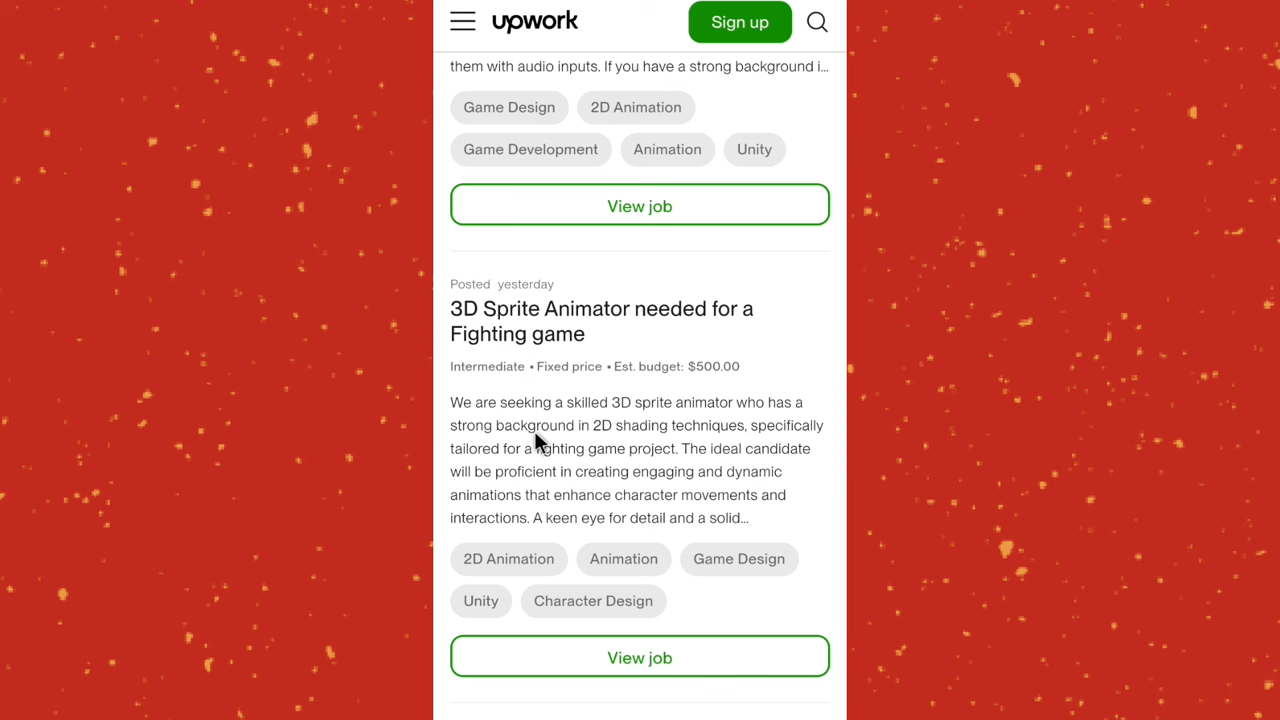 upwork
Sign up
them with audio inputs. If you have a strong background i...
Game Design
2D Animation
Game Development
Animation
Unity
View job
Posted yesterday
3D Sprite Animator needed for a
Fighting game
Intermediate • Fixed price • Est. budget: $500.00
We are seeking a skilled 3D sprite animator who has a
strong background in 2D shading techniques, specifically
tailored for a fighting game project. The ideal candidate
will be proficient in creating engaging and dynamic
animations that enhance character movements and
interactions. A keen eye for detail and a solid...
2D Animation
Animation
Game Design
Unity
Character Design
View job